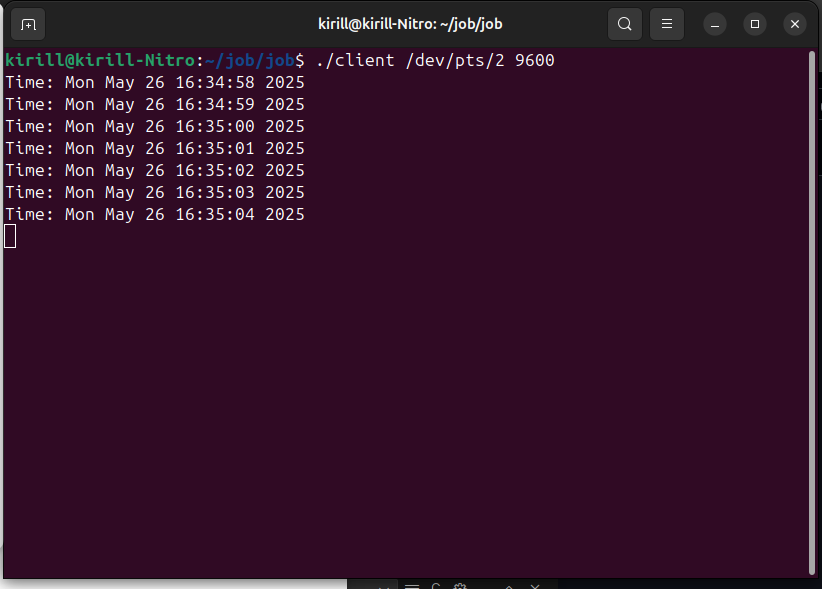 kirill@kirill-Nitro: ~/job/job
kirill@kirill-Nitro:~/job/job$ ./client /dev/pts/2 9600
Time: Mon May 26 16:34:58 2025
Time: Mon May 26 16:34:59 2025
Time: Mon May 26 16:35:00 2025
Time: Mon May 26 16:35:01 2025
Time: Mon May 26 16:35:02 2025
Time: Mon May 26 16:35:03 2025
Time: Mon May 26 16:35:04 2025